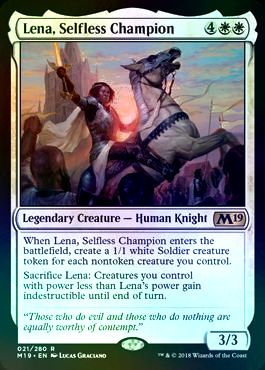 Lena, Selfless Champion 4
Legendary Creature — Human Knight M19
When Lena, Selfless Champion enters the
battlefield, create a 1/1 white Soldier creature
token for each nontoken creature you control.
Sacrifice Lena: Creatures you control
with power less than Lena's power gain
indestructible until end of turn.
"Those who do evil and those who do nothing are
equally worthy of contempt."
3/3
021/280 R
M19 • EN LUCAS GRACIANO
™ & © 2018 Wizards of the Coast